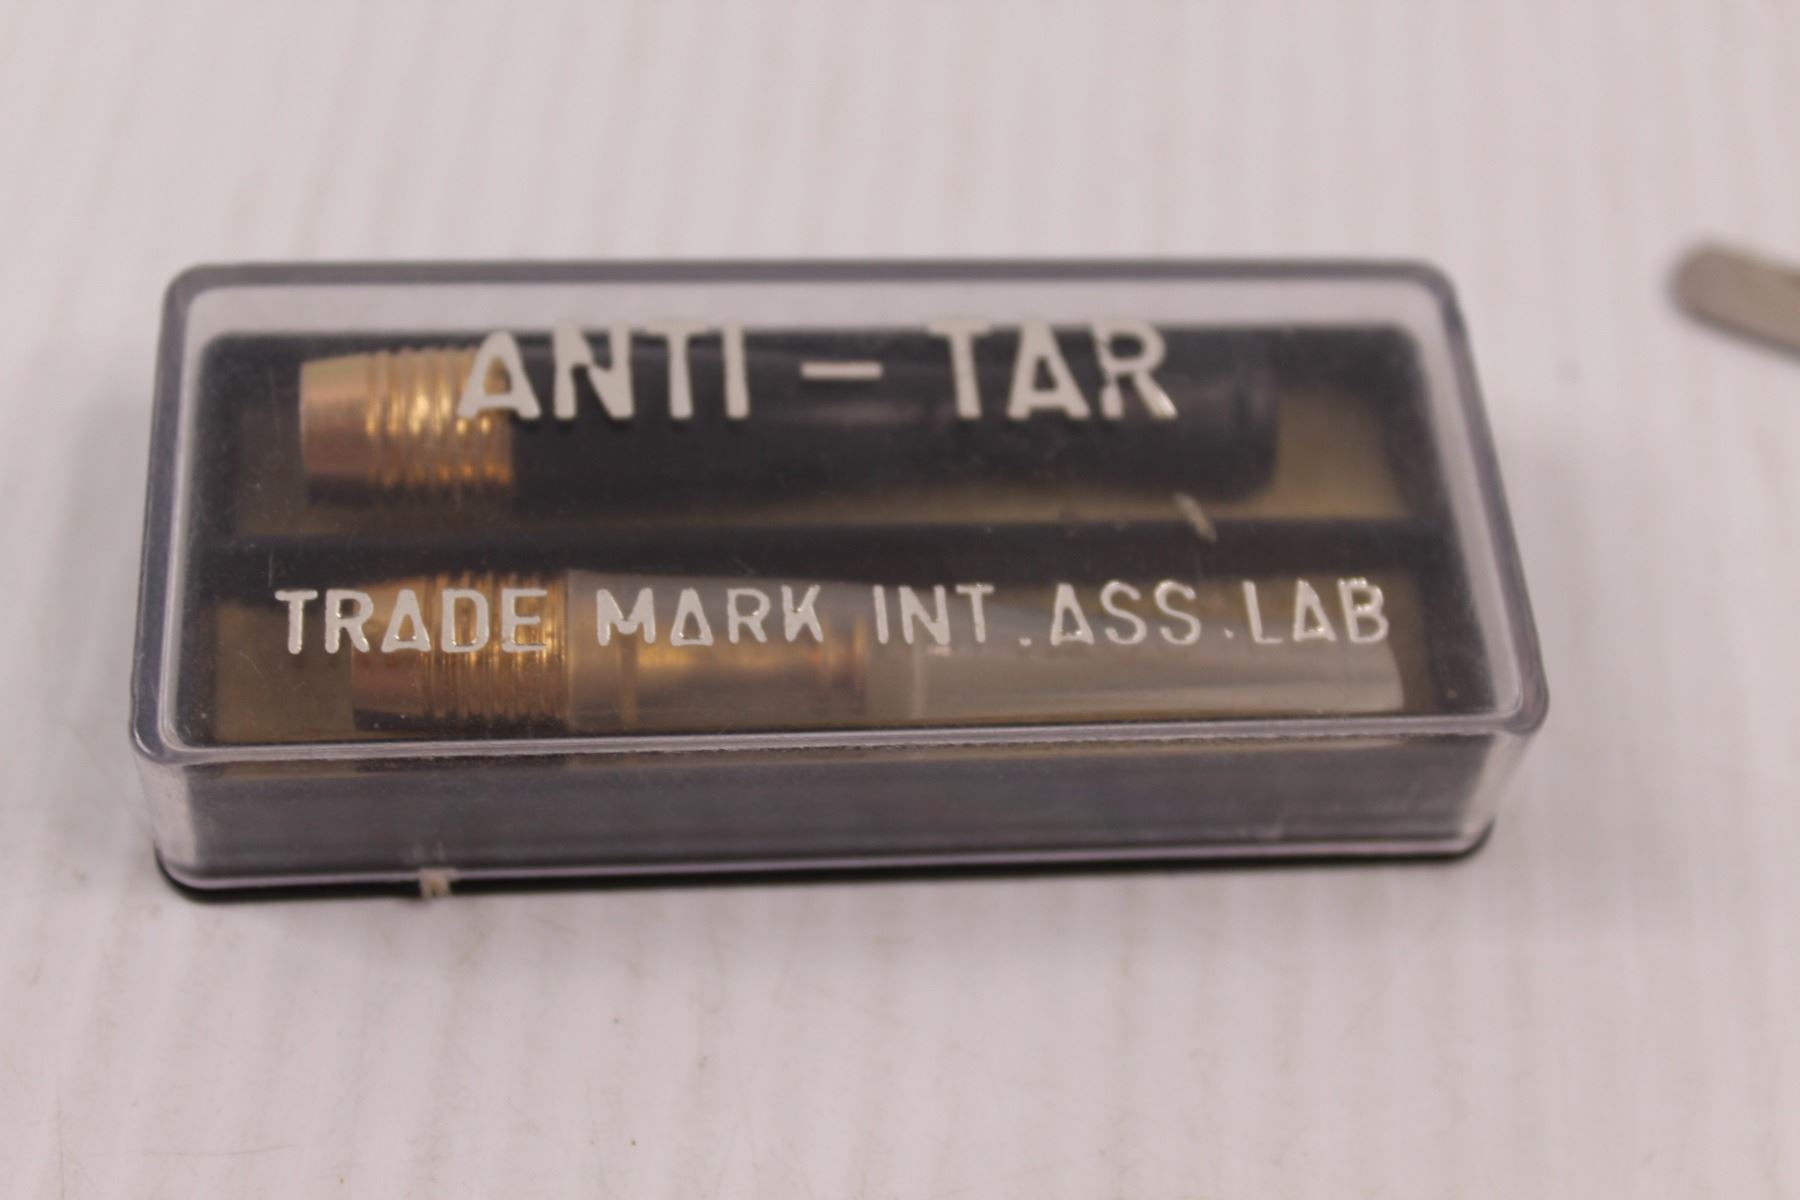 ANTI - TAR
TRADE MARK INT. ASS. LAB